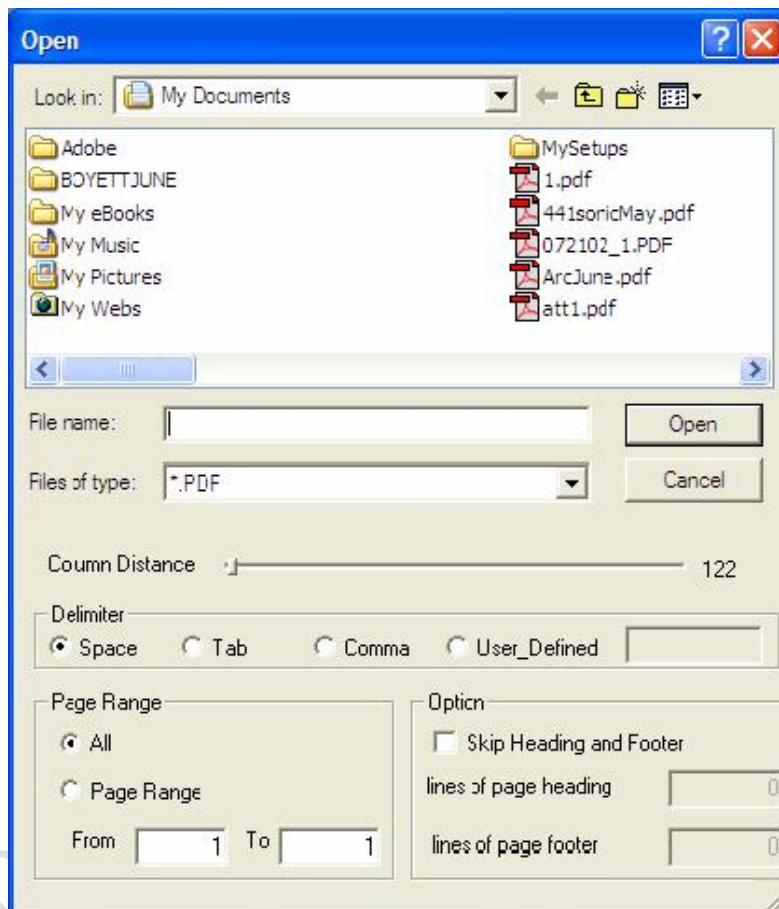 Open
Look in: My Documents
Adobe
BOYETTJUNE
My eBooks
My Music
My Pictures
My Webs
MySetups
1.pdf
441sonicMay.pdf
072102_1.PDF
ArcJune.pdf
att1.pdf
File name:
Open
Files of type: *.PDF
Cancel
Column Distance 122
Delimiter
Space Tab Comma User_Defined
Page Range
All
Page Range
From 1 To 1
Option
Skip Heading and Footer
lines of page heading 0
lines of page footer 0